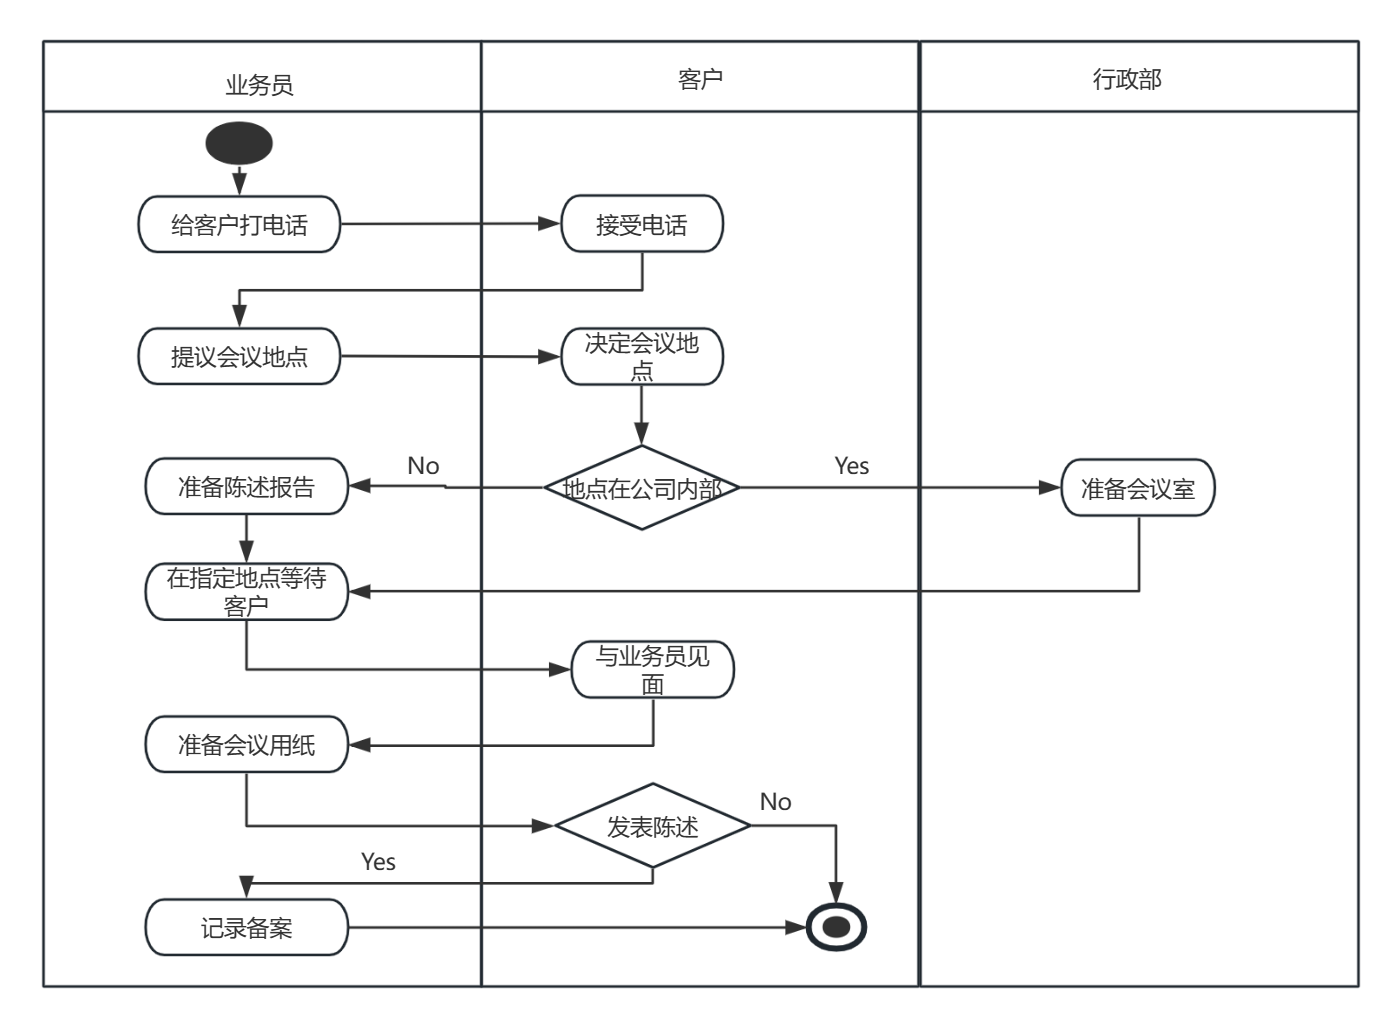 业务员
客户
行政部
给客户打电话
接受电话
提议会议地点
决定会议地
点
No
Yes
准备陈述报告
地点在公司内部
准备会议室
在指定地点等待
客户
与业务员见
面
准备会议用纸
No
发表陈述
Yes
记录备案